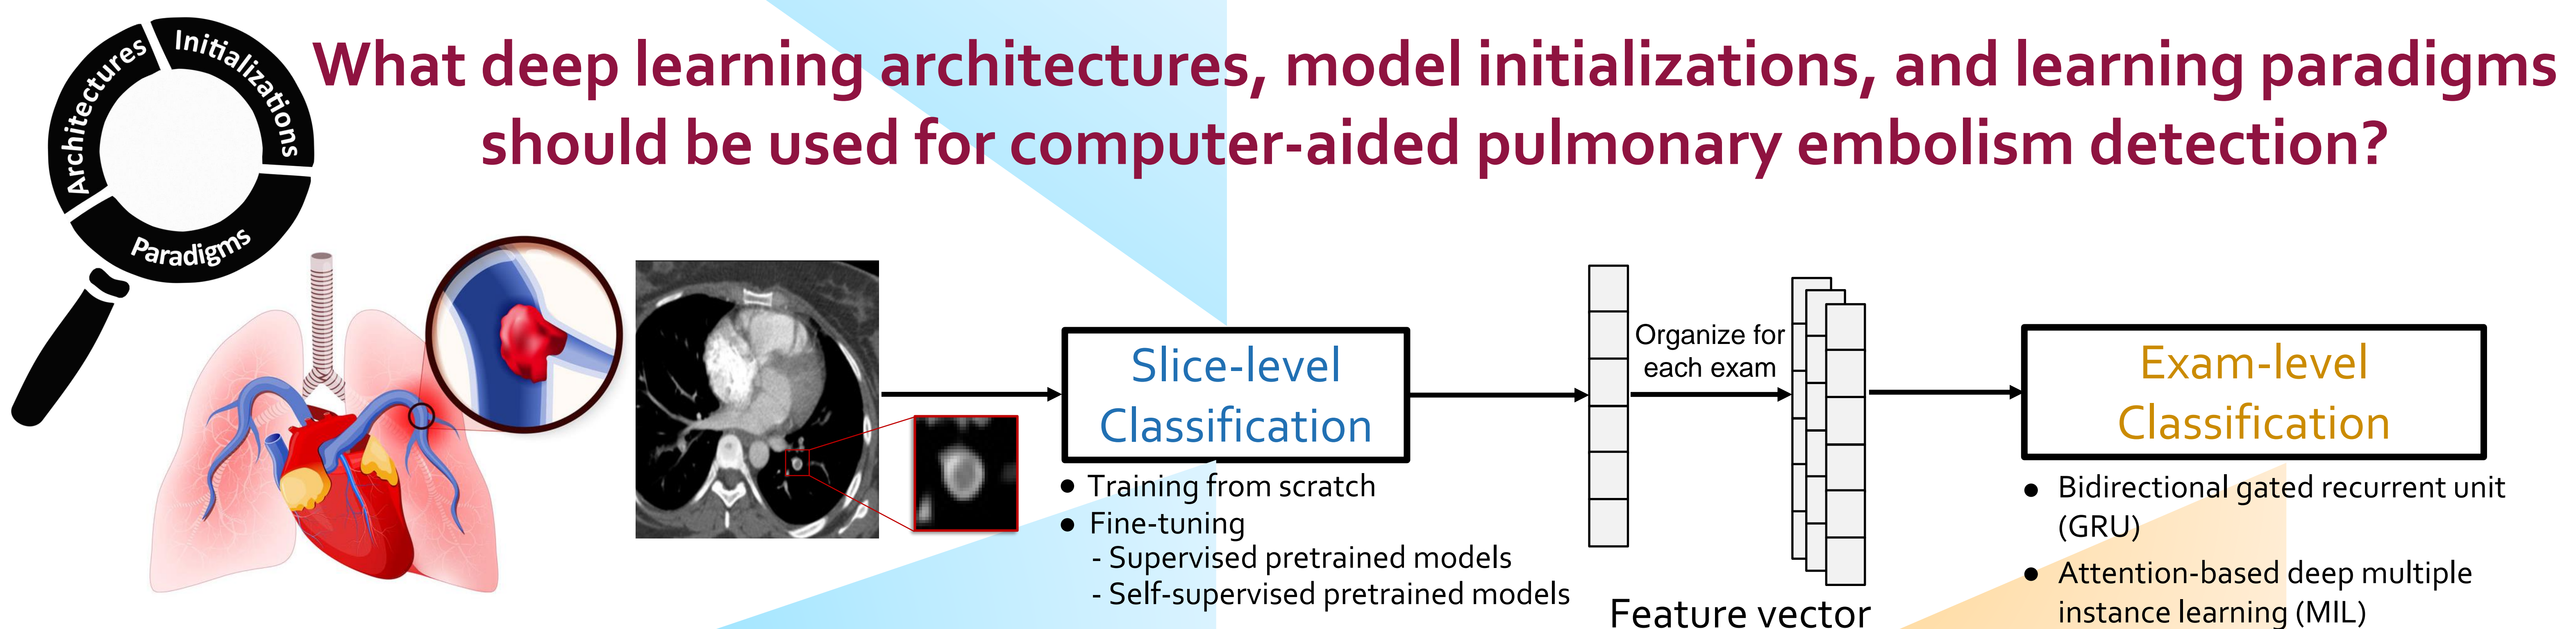 Architectures
Initializations
Paradigms
What deep learning architectures, model initializations, and learning paradigms
should be used for computer-aided pulmonary embolism detection?
Slice-level
Classification
● Training from scratch
● Fine-tuning
- Supervised pretrained models
- Self-supervised pretrained models
Organize for
each exam
Feature vector
Exam-level
Classification
● Bidirectional gated recurrent unit
(GRU)
● Attention-based deep multiple
instance learning (MIL)